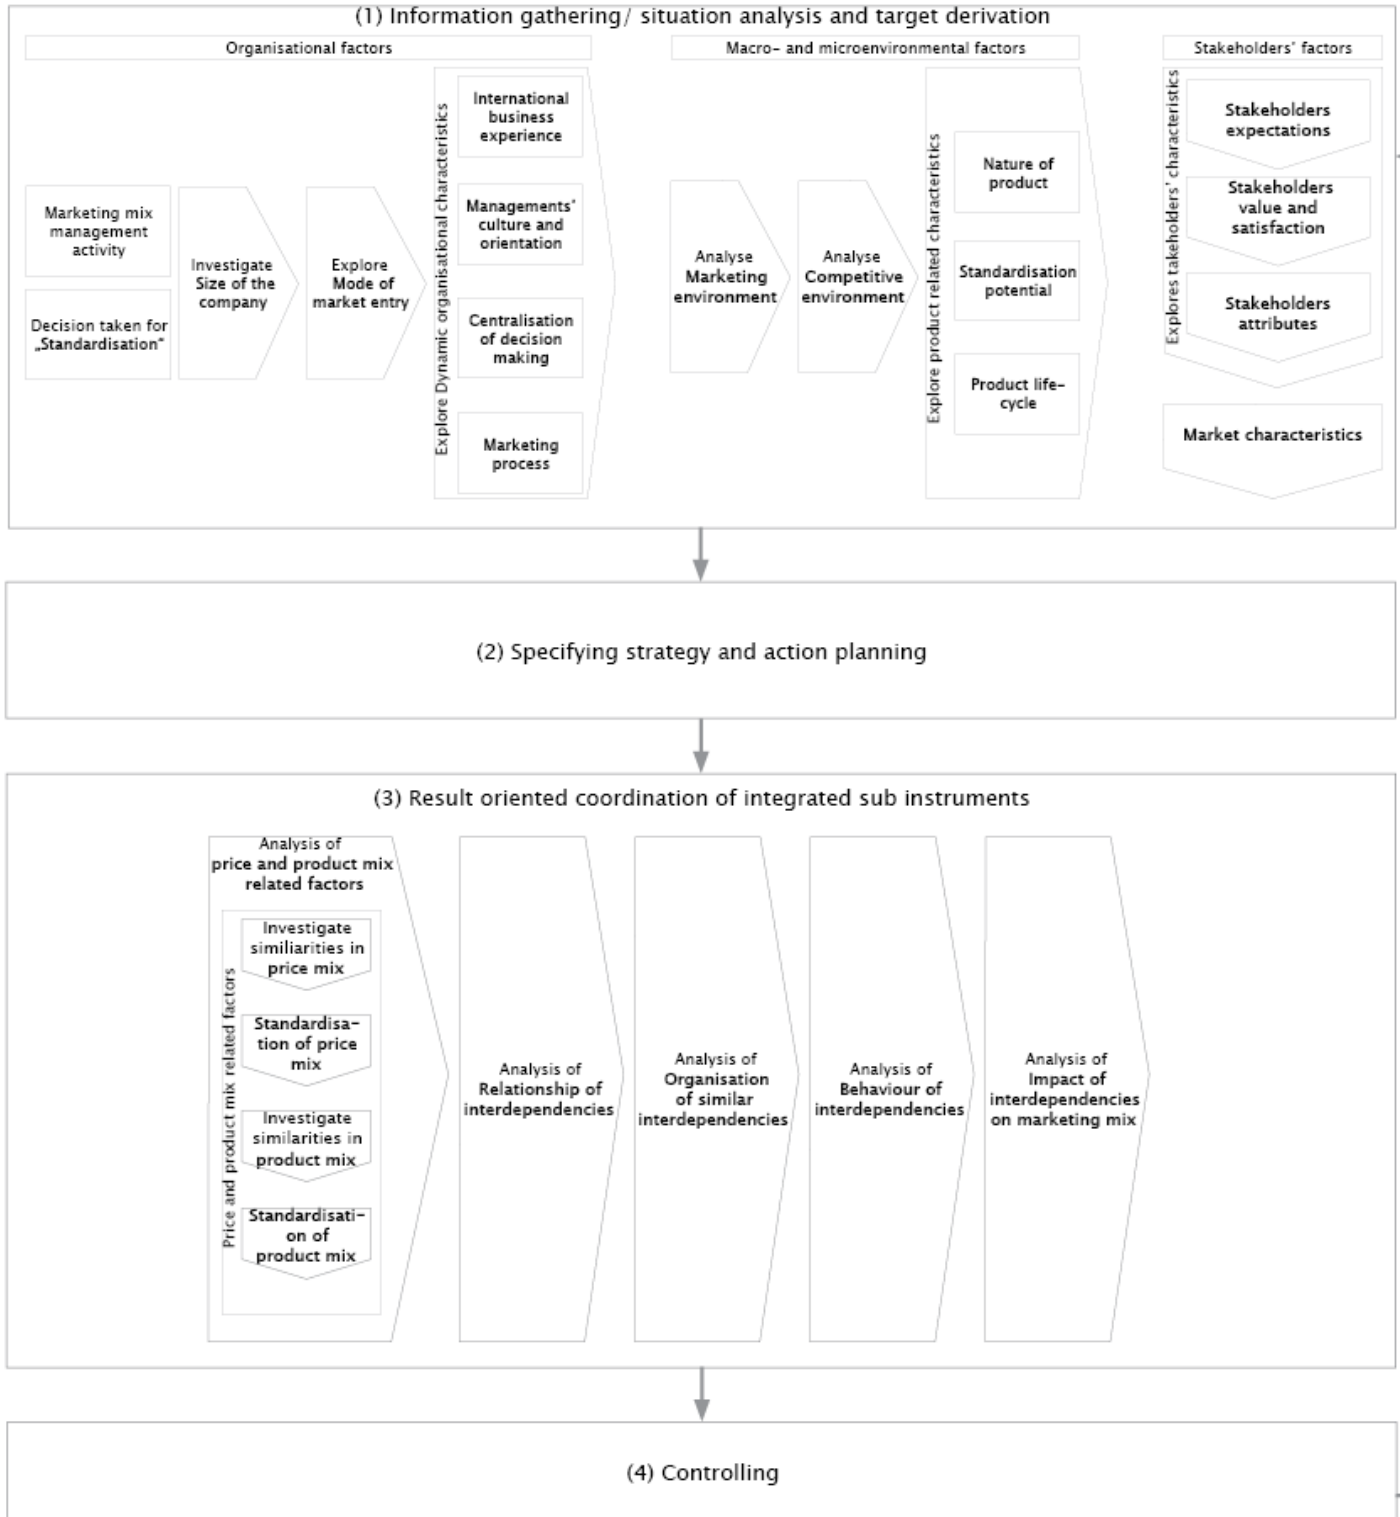 (1) Information gathering/ situation analysis and target derivation
Organisational factors
Marketing mix
management
activity
Decision taken for
„Standardisation“
Investigate
Size of the
company
Explore
Mode of
market entry
Explore Dynamic organisational characteristics
International
business
experience
Managements’
culture and
orientation
Centralisation
of decision
making
Marketing
process
Macro- and microenvironmental factors
Analyse
Marketing
environment
Analyse
Competitive
environment
Explore product related characteristics
Nature of
product
Standardisation
potential
Product life-
cycle
Stakeholders’ factors
Explores takeholders’ characteristics
Stakeholders
expectations
Stakeholders
value and
satisfaction
Stakeholders
attributes
Market characteristics
(2) Specifying strategy and action planning
(3) Result oriented coordination of integrated sub instruments
Analysis of
price and product mix
related factors
Price and product mix related factors
Investigate
similiarities in
price mix
Standardisa-
tion of price
mix
Investigate
similarities in
product mix
Standardisati-
on of
product mix
Analysis of
Relationship of
interdependencies
Analysis of
Organisation
of similar
interdependencies
Analysis of
Behaviour of
interdependencies
Analysis of
Impact of
interdependencies
on marketing mix
(4) Controlling